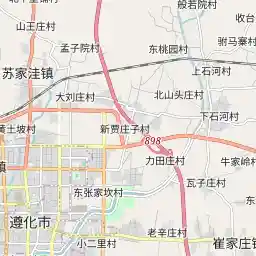 般若院村
山王庄村
收台
孟子院村
东桃园村
驸马寨村
苏家洼镇
上石河村
大刘庄村
北山头庄村
下石河村
黄土坡村
新贾庄子村
898
镇
力田庄村
牛家岭村
瓦子庄村
东张家坎村
遵化市
老辛庄村
小二里村
崔家庄镇